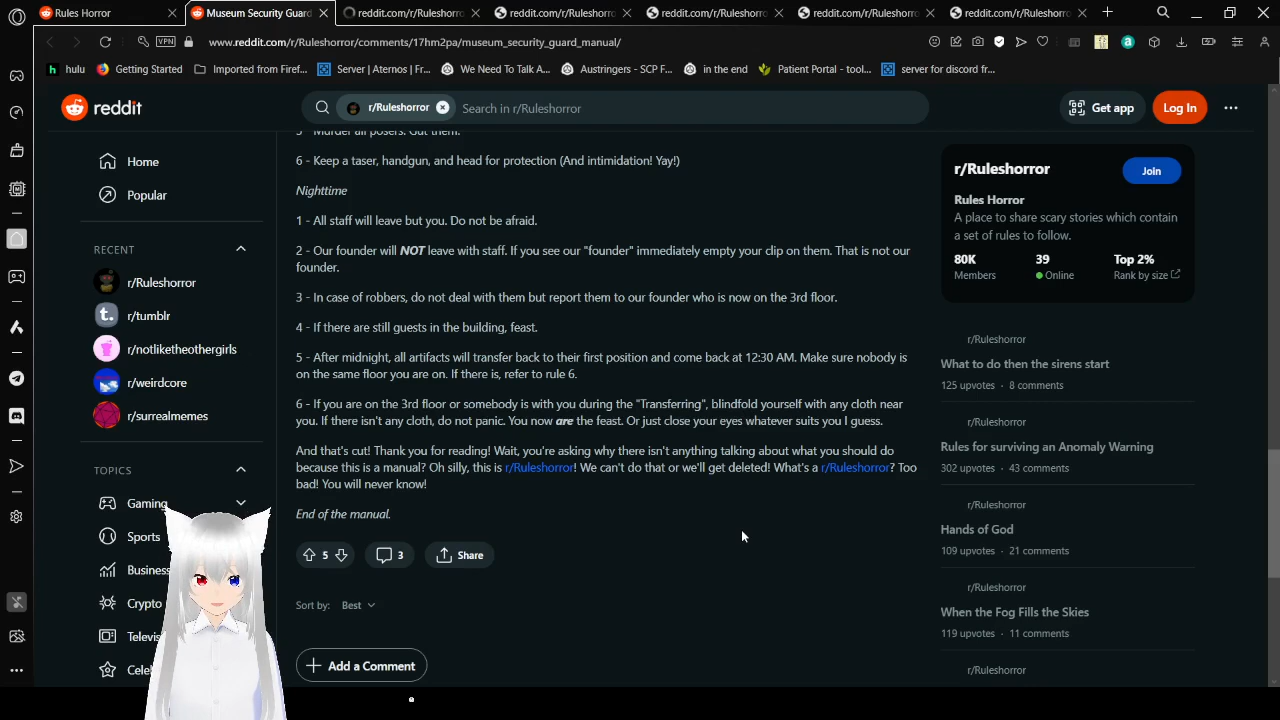 Rules Horror
Museum Security Guard
reddit.com/r/Ruleshorror
reddit.com/r/Ruleshorror
reddit.com/r/Ruleshorror
reddit.com/r/Ruleshorror
reddit.com/r/Ruleshorror
VPN
www.reddit.com/r/Ruleshorror/comments/17hm2pa/museum_security_guard_manual/
hulu
Getting Started
Imported from Firef...
Server | Aternos | Fr...
We Need To Talk A...
Austringers - SCP F...
in the end
Patient Portal - tool...
server for discord fr...
reddit
r/Ruleshorror
Search in r/Ruleshorror
Get app
Log In
Home
Popular
RECENT
r/Ruleshorror
r/tumblr
r/notliketheothergirls
r/weirdcore
r/surrealmemes
TOPICS
Gaming
Sports
Business
Crypto
Televi
Celeb
5 - Murder all posers. Gut them.
6 - Keep a taser, handgun, and head for protection (And intimidation! Yay!)
Nighttime
1 - All staff will leave but you. Do not be afraid.
2 - Our founder will NOT leave with staff. If you see our "founder" immediately empty your clip on them. That is not our
founder.
3 - In case of robbers, do not deal with them but report them to our founder who is now on the 3rd floor.
4 - If there are still guests in the building, feast.
5 - After midnight, all artifacts will transfer back to their first position and come back at 12:30 AM. Make sure nobody is
on the same floor you are on. If there is, refer to rule 6.
6 - If you are on the 3rd floor or somebody is with you during the "Transferring", blindfold yourself with any cloth near
you. If there isn't any cloth, do not panic. You now are the feast. Or just close your eyes whatever suits you I guess.
And that's cut! Thank you for reading! Wait, you're asking why there isn't anything talking about what you should do
because this is a manual? Oh silly, this is r/Ruleshorror! We can't do that or we'll get deleted! What's a r/Ruleshorror? Too
bad! You will never know!
End of the manual.
5
3
Share
Sort by:
Best
Add a Comment
r/Ruleshorror
Join
Rules Horror
A place to share scary stories which contain
a set of rules to follow.
80K
39
Top 2%
Members
Online
Rank by size
r/Ruleshorror
What to do then the sirens start
125 upvotes · 8 comments
r/Ruleshorror
Rules for surviving an Anomaly Warning
302 upvotes · 43 comments
r/Ruleshorror
Hands of God
109 upvotes · 21 comments
r/Ruleshorror
When the Fog Fills the Skies
119 upvotes · 11 comments
r/Ruleshorror